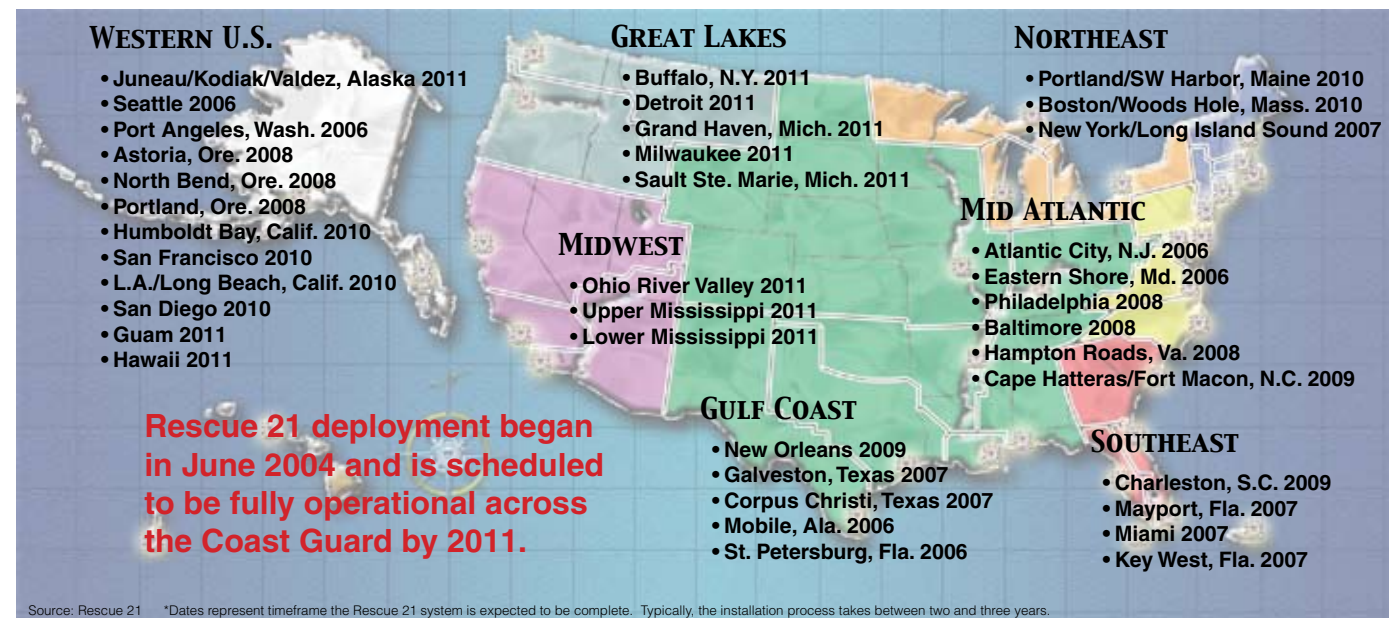 WESTERN U.S.
• Juneau/Kodiak/Valdez, Alaska 2011
• Seattle 2006
• Port Angeles, Wash. 2006
• Astoria, Ore. 2008
• North Bend, Ore. 2008
• Portland, Ore. 2008
• Humboldt Bay, Calif. 2010
• San Francisco 2010
• L.A./Long Beach, Calif. 2010
• San Diego 2010
• Guam 2011
• Hawaii 2011
GREAT LAKES
• Buffalo, N.Y. 2011
• Detroit 2011
• Grand Haven, Mich. 2011
• Milwaukee 2011
• Sault Ste. Marie, Mich. 2011
NORTHEAST
• Portland/SW Harbor, Maine 2010
• Boston/Woods Hole, Mass. 2010
• New York/Long Island Sound 2007
MIDWEST
• Ohio River Valley 2011
• Upper Mississippi 2011
• Lower Mississippi 2011
MID ATLANTIC
• Atlantic City, N.J. 2006
• Eastern Shore, Md. 2006
• Philadelphia 2008
• Baltimore 2008
• Hampton Roads, Va. 2008
• Cape Hatteras/Fort Macon, N.C. 2009
GULF COAST
• New Orleans 2009
• Galveston, Texas 2007
• Corpus Christi, Texas 2007
• Mobile, Ala. 2006
• St. Petersburg, Fla. 2006
SOUTHEAST
• Charleston, S.C. 2009
• Mayport, Fla. 2007
• Miami 2007
• Key West, Fla. 2007
Rescue 21 deployment began
in June 2004 and is scheduled
to be fully operational across
the Coast Guard by 2011.
Source: Rescue 21 *Dates represent timeframe the Rescue 21 system is expected to be complete. Typically, the installation process takes between two and three years.